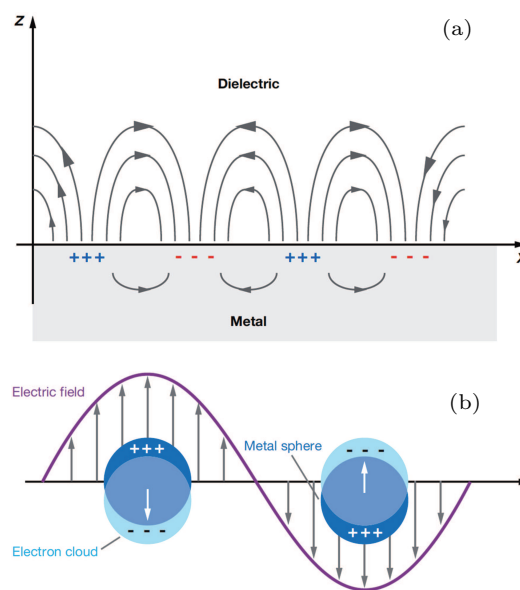 z
(a)
Dielectric
+++ - - - +++ - - -
Metal
(b)
Electric field
+++
Metal sphere
- - -
- - -
+++
Electron cloud